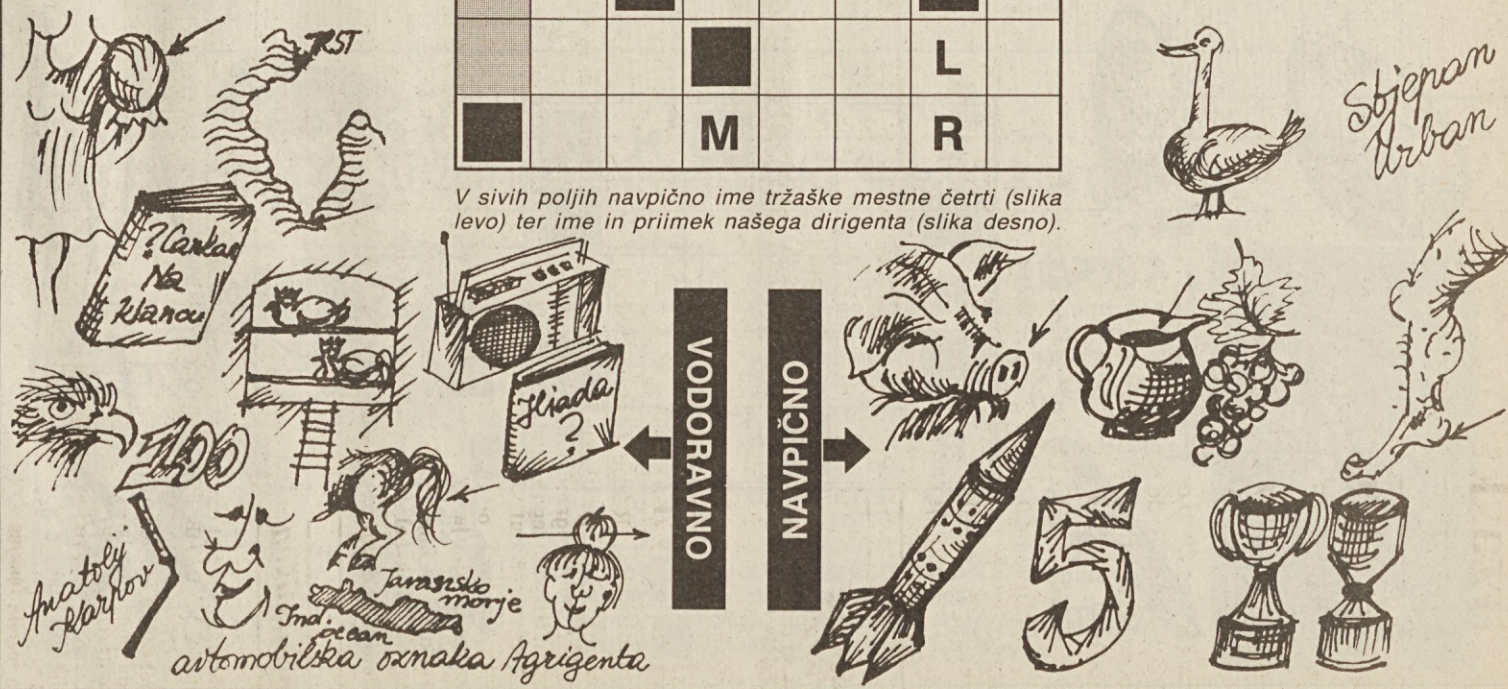 TRST
L
M
R
V sivih poljih navpično ime tržaške mestne četrti (slika
levo) ter ime in priimek našega dirigenta (slika desno).
Stjepan
Urban
? Cankar
Na
klancu
Iliada
?
VODORAVNO
NAVPIČNO
100
5
Anatolij
Karpov
Javansko
morje
Ind.
ocean
avtomobilska oznaka Agrigenta